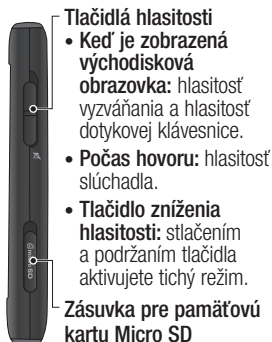 Tlačidlá hlasitosti
• Keď je zobrazená
východisková
obrazovka: hlasitosť
vyzváňania a hlasitosť
dotykovej klávesnice.
• Počas hovoru: hlasitosť
slúchadla.
• Tlačidlo zníženia
hlasitosti: stlačením
a podržaním tlačidla
aktivujete tichý režim.
Zásuvka pre pamäťovú
kartu Micro SD